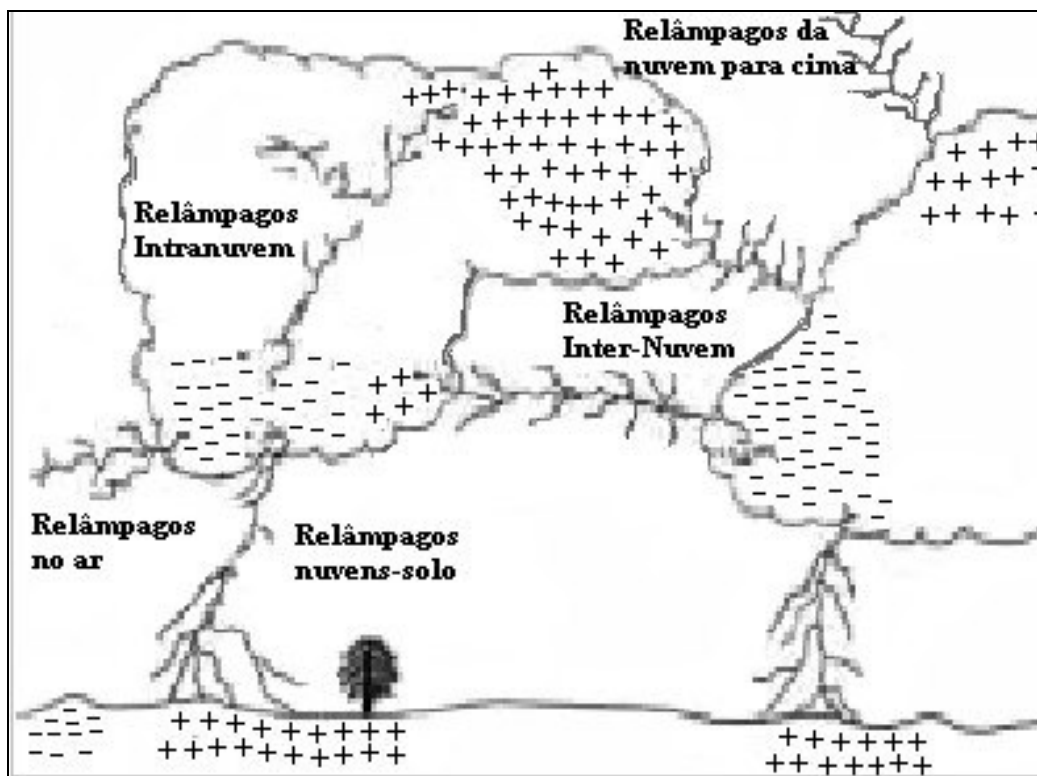 Relâmpagos da
nuvem para cima
Relâmpagos
Intranuvem
Relâmpagos
Inter-Nuvem
Relâmpagos
no ar
Relâmpagos
nuvens-solo